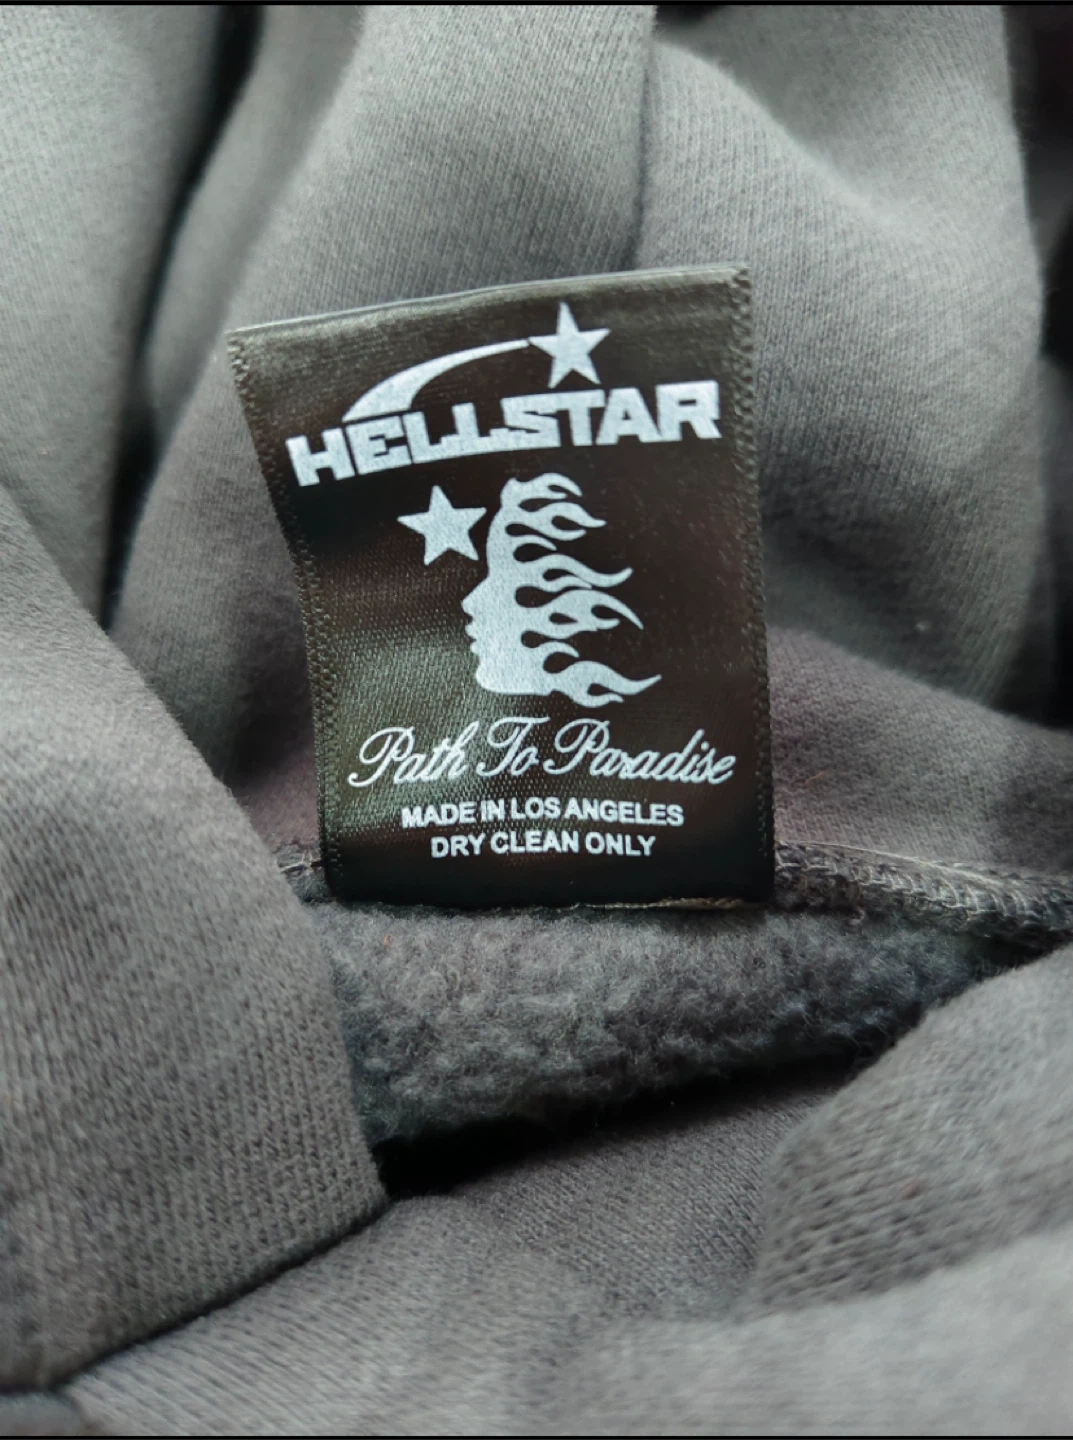 HELLSTAR
Path To Paradise
MADE IN LOS ANGELES
DRY CLEAN ONLY